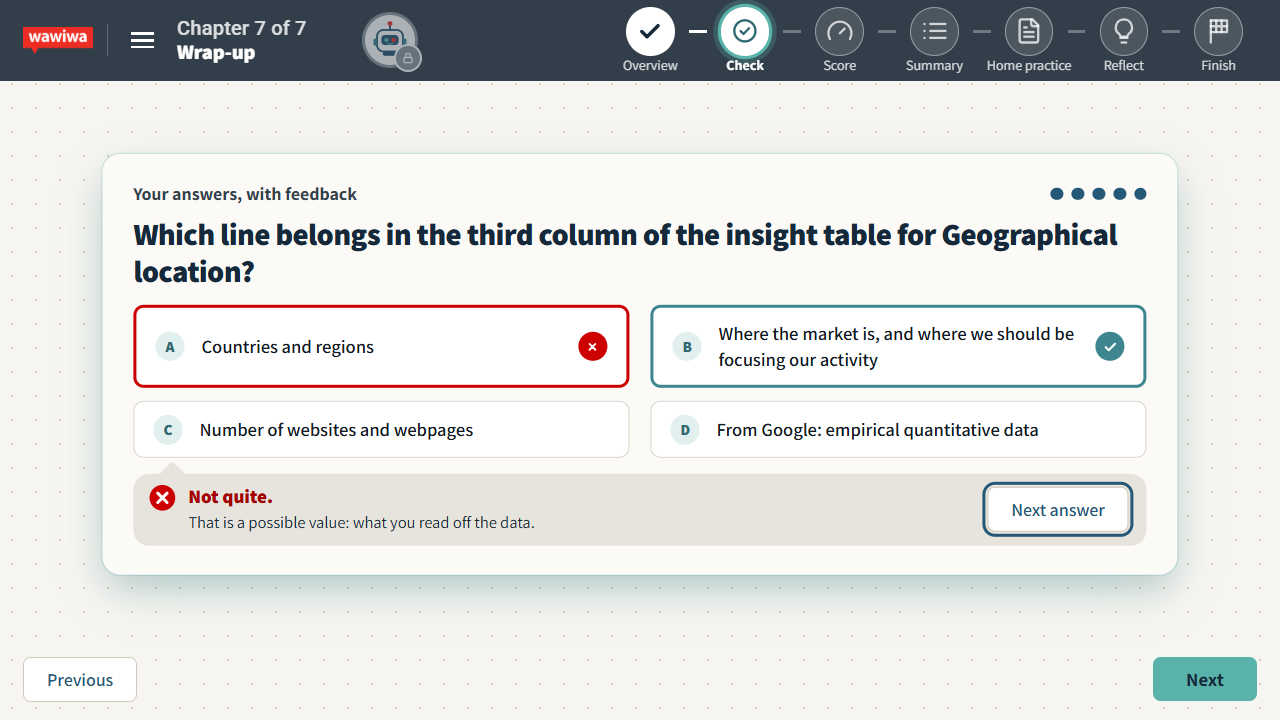 wawiwa
Chapter 7 of 7
Wrap-up
Overview
Check
Score
Summary
Home practice
Reflect
Finish
Your answers, with feedback
Which line belongs in the third column of the insight table for Geographical
location?
A
Countries and regions
B
Where the market is, and where we should be
focusing our activity
C
Number of websites and webpages
D
From Google: empirical quantitative data
Not quite.
That is a possible value: what you read off the data.
Next answer
Previous
Next